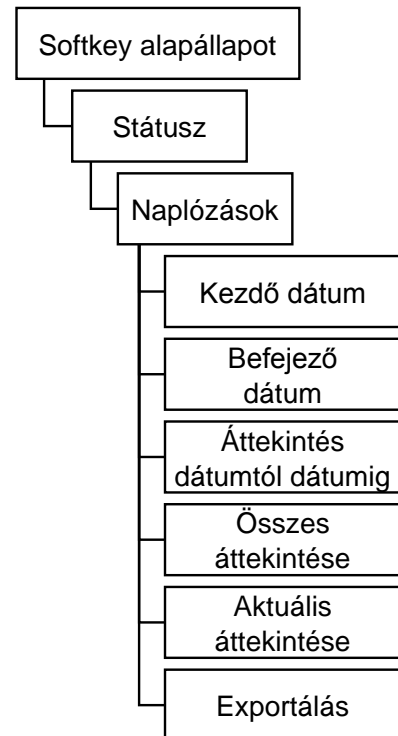 Softkey alapállapot
Státusz
Naplózások
Kezdő dátum
Befejező
dátum
Áttekintés
dátumtól dátumig
Összes
áttekintése
Aktuális
áttekintése
Exportálás